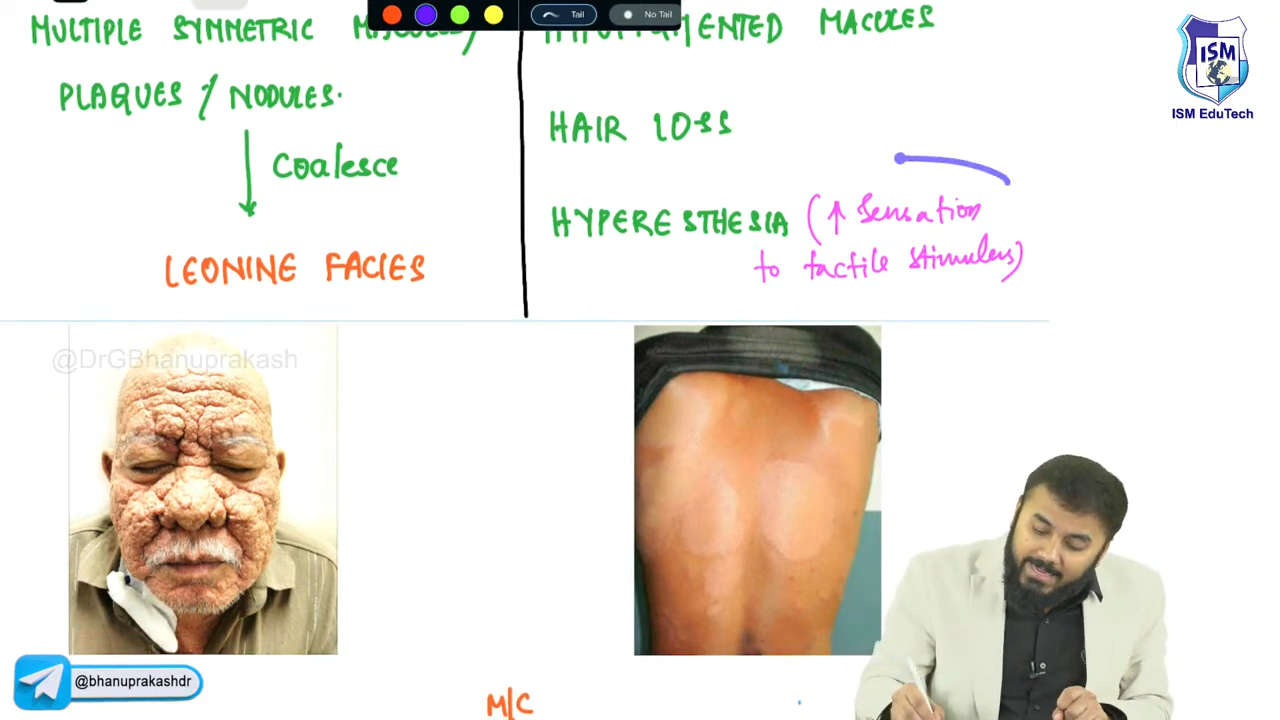 MULTIPLE SYMMETRIC
PLAQUES / NODULES.
Coalesce
LEONINE FACIES
MACULES
HAIR LOSS
HYPERESTHESIA (↑ Sensation
to tactile stimulus)
Tail
No Tail
ISM
ISM EduTech
@DrGBhanuprakash
@bhanuprakashdr
M/C